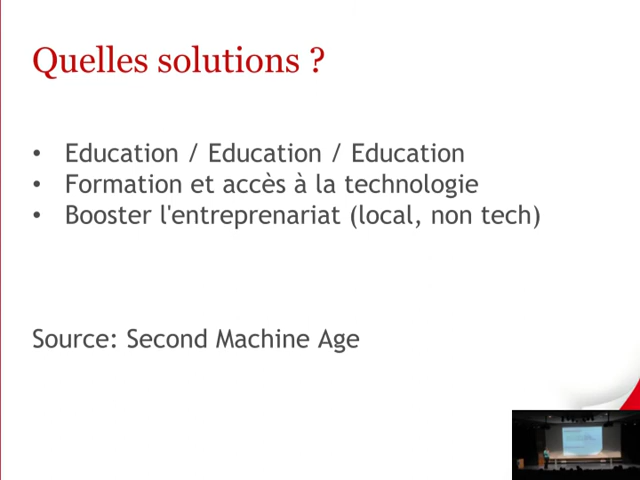 Quelles solutions ?
• Education / Education / Education
• Formation et accès à la technologie
• Booster l'entreprenariat (local, non tech)
Source: Second Machine Age